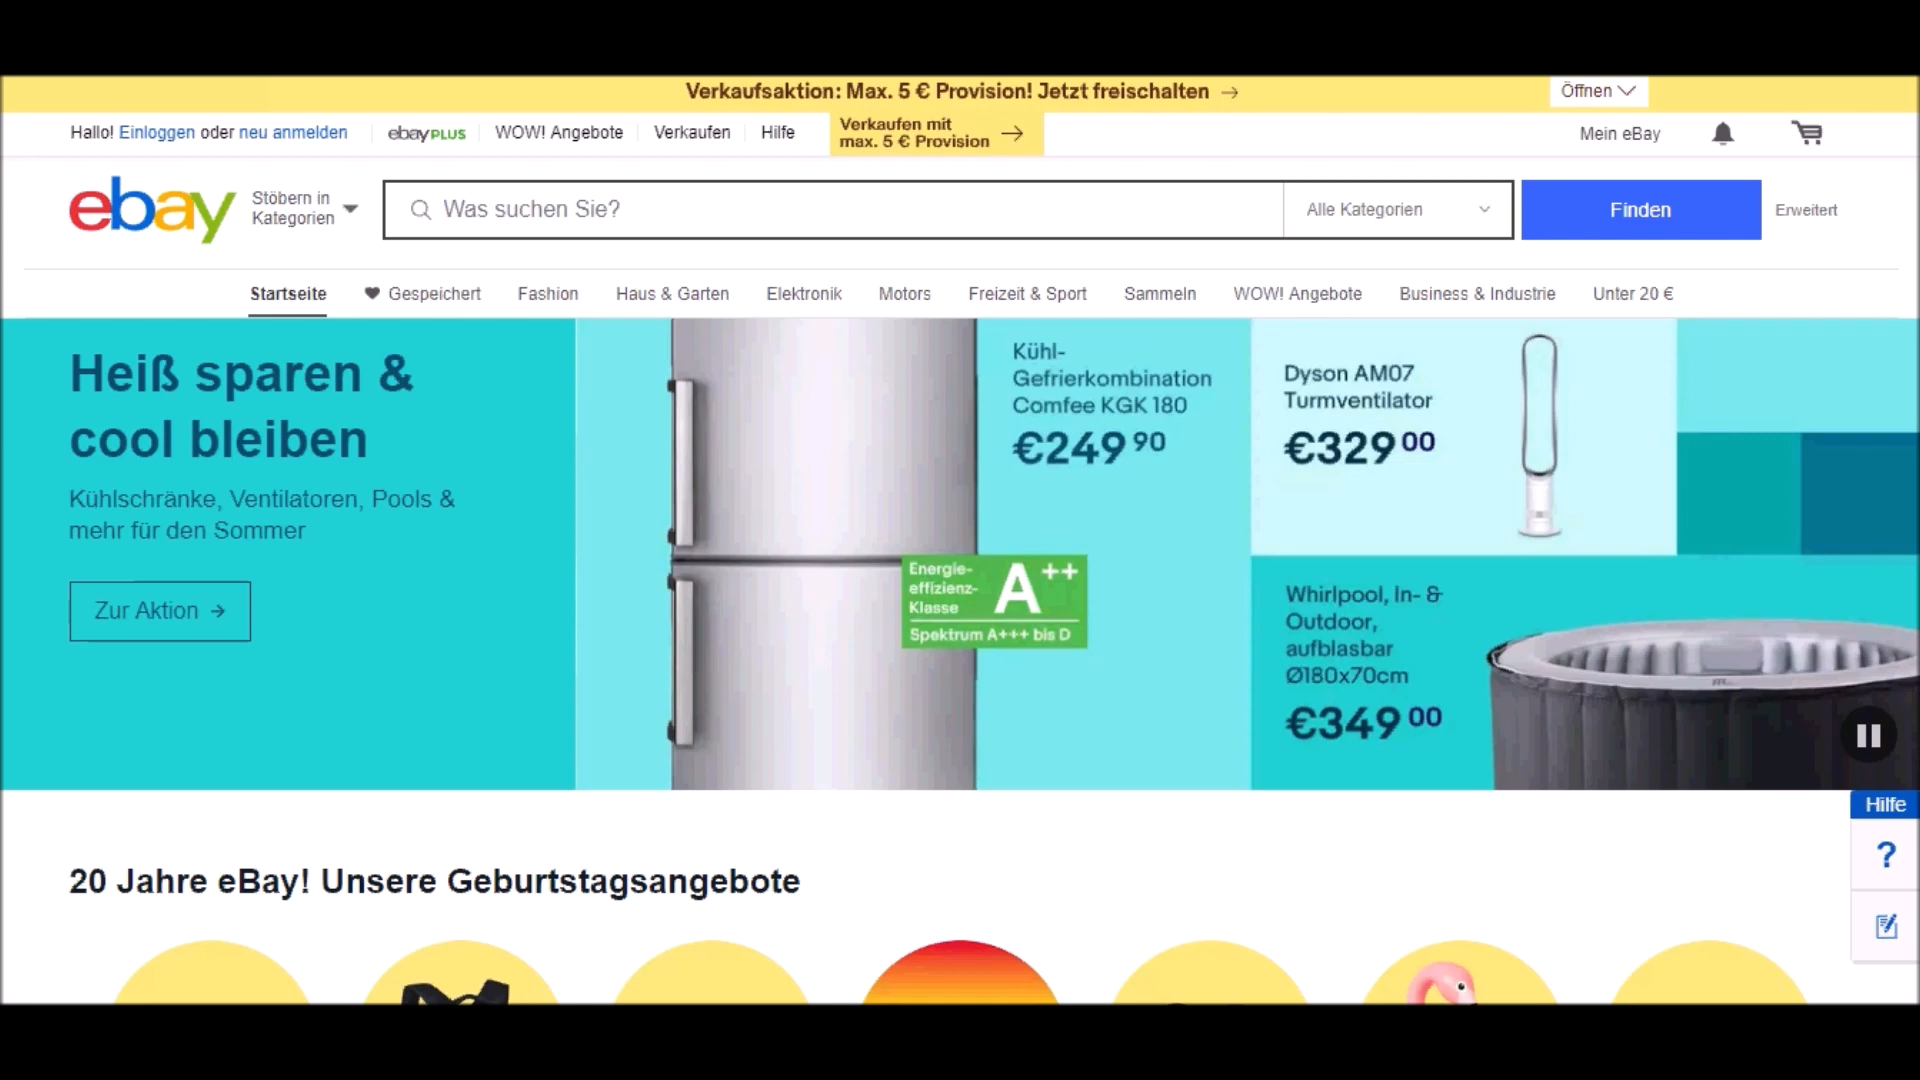 Verkaufsaktion: Max. 5 € Provision! Jetzt freischalten →
Öffnen
Hallo! Einloggen oder neu anmelden
ebay PLUS
WOW! Angebote
Verkaufen
Hilfe
Verkaufen mit
max. 5 € Provision →
Mein eBay
ebay
Stöbern in
Kategorien
Was suchen Sie?
Alle Kategorien
Finden
Erweitert
Startseite
Gespeichert
Fashion
Haus & Garten
Elektronik
Motors
Freizeit & Sport
Sammeln
WOW! Angebote
Business & Industrie
Unter 20 €
Heiß sparen &
cool bleiben
Kühlschränke, Ventilatoren, Pools &
mehr für den Sommer
Zur Aktion →
Kühl-
Gefrierkombination
Comfee KGK 180
€249 90
Energie-
effizienz-
Klasse
A++
Spektrum A+++ bis D
Dyson AM07
Turmventilator
€329 00
Whirlpool, In- &
Outdoor,
aufblasbar
Ø180x70cm
€349 00
Hilfe
?
20 Jahre eBay! Unsere Geburtstagsangebote